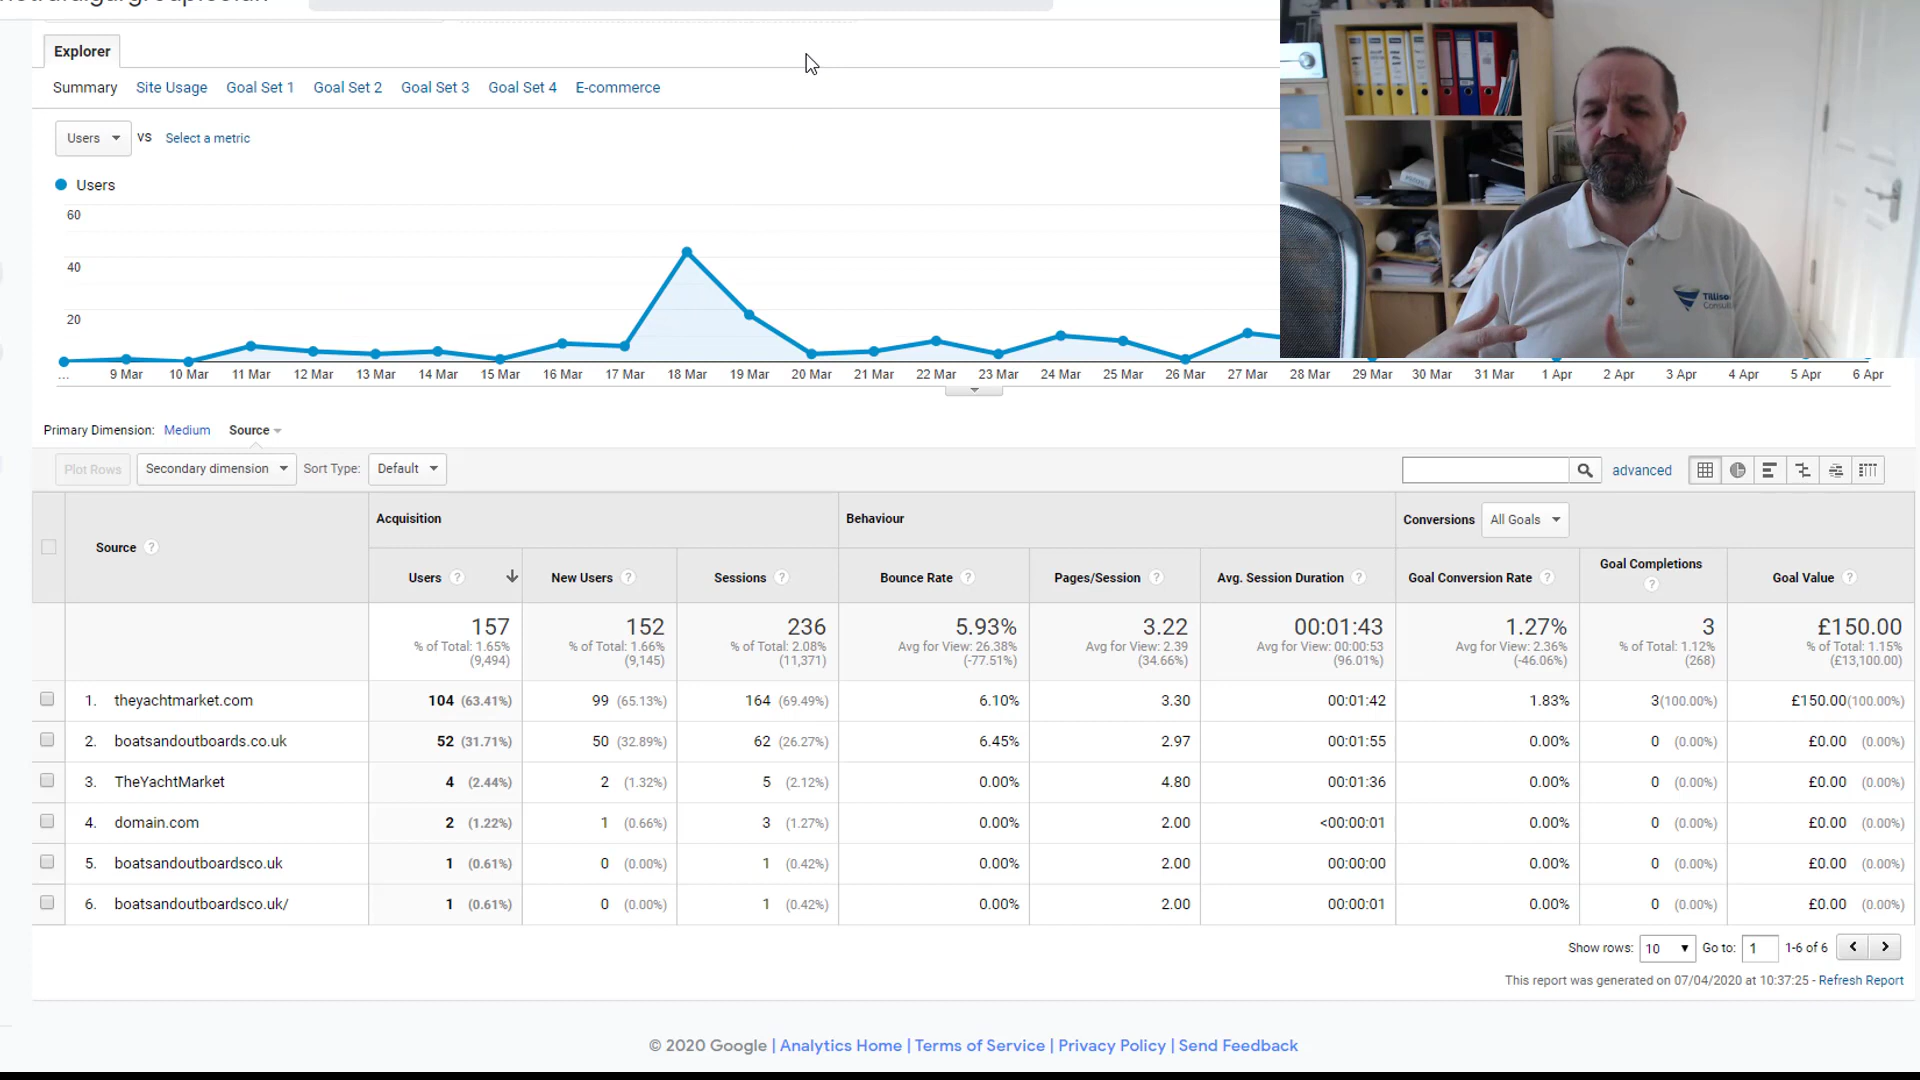 Explorer
Summary Site Usage Goal Set 1 Goal Set 2 Goal Set 3 Goal Set 4 E-commerce
Users VS Select a metric
Users
60
40
20
... 9 Mar 10 Mar 11 Mar 12 Mar 13 Mar 14 Mar 15 Mar 16 Mar 17 Mar 18 Mar 19 Mar 20 Mar 21 Mar 22 Mar 23 Mar 24 Mar 25 Mar 26 Mar 27 Mar 28 Mar 29 Mar 30 Mar 31 Mar 1 Apr 2 Apr 3 Apr 4 Apr 5 Apr 6 Apr
Primary Dimension: Medium Source
Plot Rows Secondary dimension Sort Type: Default advanced
Acquisition Behaviour Conversions All Goals
Source ? Users ? New Users ? Sessions ? Bounce Rate ? Pages/Session ? Avg. Session Duration ? Goal Conversion Rate ? Goal Completions ? Goal Value ?
157 152 236 5.93% 3.22 00:01:43 1.27% 3 £150.00
% of Total: 1.65% % of Total: 1.66% % of Total: 2.08% Avg for View: 26.38% Avg for View: 2.39 Avg for View: 00:00:53 Avg for View: 2.36% % of Total: 1.12% % of Total: 1.15%
(9,494) (9,145) (11,371) (-77.51%) (34.66%) (96.01%) (-46.06%) (268) (£13,100.00)
1. theyachtmarket.com 104 (63.41%) 99 (65.13%) 164 (69.49%) 6.10% 3.30 00:01:42 1.83% 3(100.00%) £150.00(100.00%)
2. boatsandoutboards.co.uk 52 (31.71%) 50 (32.89%) 62 (26.27%) 6.45% 2.97 00:01:55 0.00% 0 (0.00%) £0.00 (0.00%)
3. TheYachtMarket 4 (2.44%) 2 (1.32%) 5 (2.12%) 0.00% 4.80 00:01:36 0.00% 0 (0.00%) £0.00 (0.00%)
4. domain.com 2 (1.22%) 1 (0.66%) 3 (1.27%) 0.00% 2.00 <00:00:01 0.00% 0 (0.00%) £0.00 (0.00%)
5. boatsandoutboardsco.uk 1 (0.61%) 0 (0.00%) 1 (0.42%) 0.00% 2.00 00:00:00 0.00% 0 (0.00%) £0.00 (0.00%)
6. boatsandoutboardsco.uk/ 1 (0.61%) 0 (0.00%) 1 (0.42%) 0.00% 2.00 00:00:01 0.00% 0 (0.00%) £0.00 (0.00%)
Show rows: 10 Go to: 1 1-6 of 6
This report was generated on 07/04/2020 at 10:37:25 - Refresh Report
© 2020 Google | Analytics Home | Terms of Service | Privacy Policy | Send Feedback
Tilliso
Consul